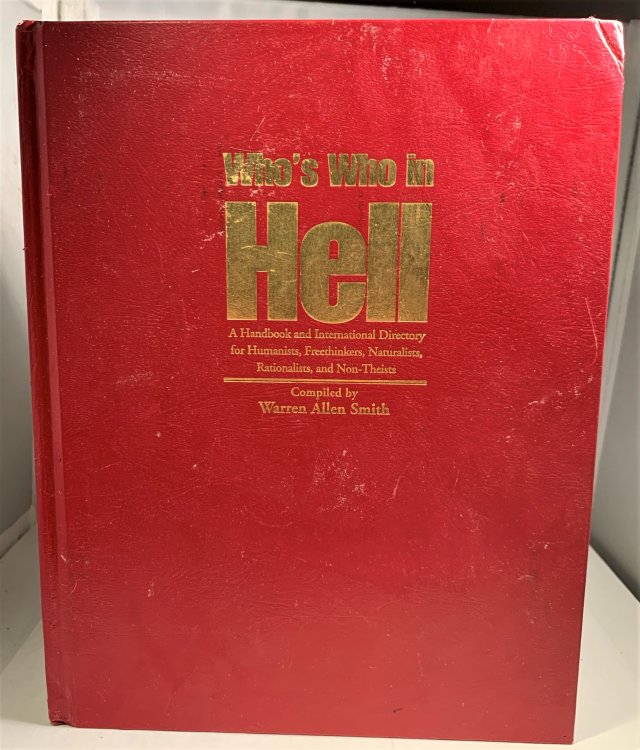 Who's Who in
Hell
A Handbook and International Directory
for Humanists, Freethinkers, Naturalists,
Rationalists, and Non-Theists
Compiled by
Warren Allen Smith